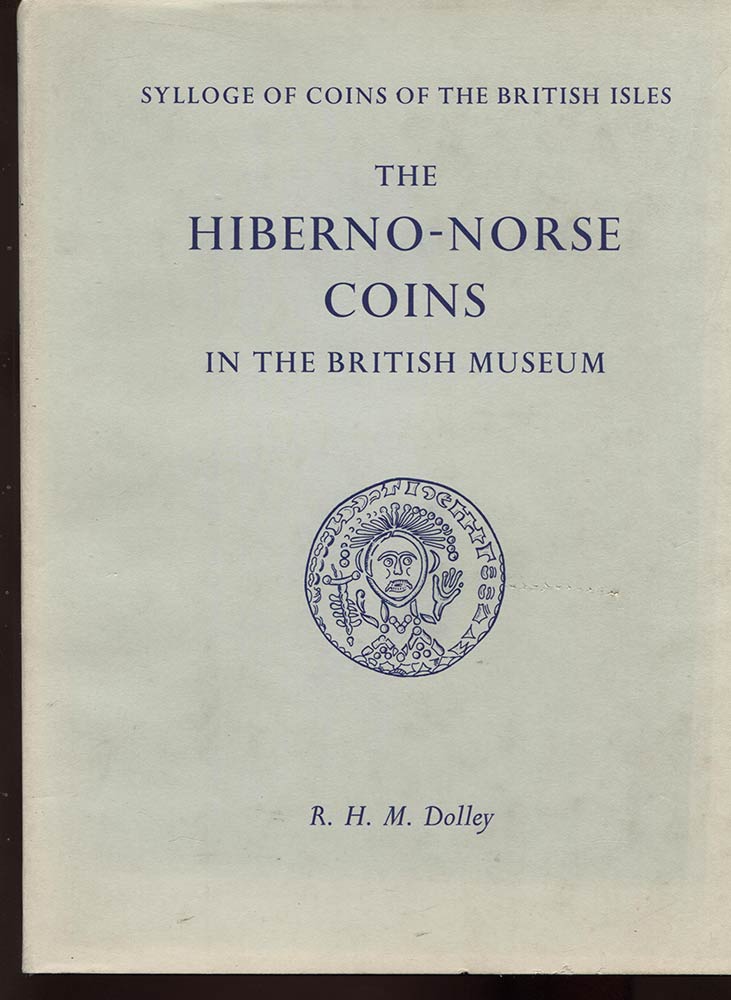 SYLLOGE OF COINS OF THE BRITISH ISLES
THE
HIBERNO-NORSE
COINS
IN THE BRITISH MUSEUM
R. H. M. Dolley